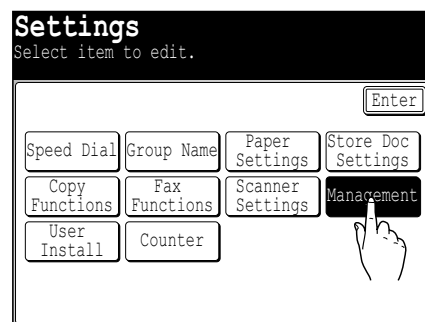 Settings
Select item to edit.
Enter
Speed Dial
Group Name
Paper
Settings
Store Doc
Settings
Copy
Functions
Fax
Functions
Scanner
Settings
Management
User
Install
Counter